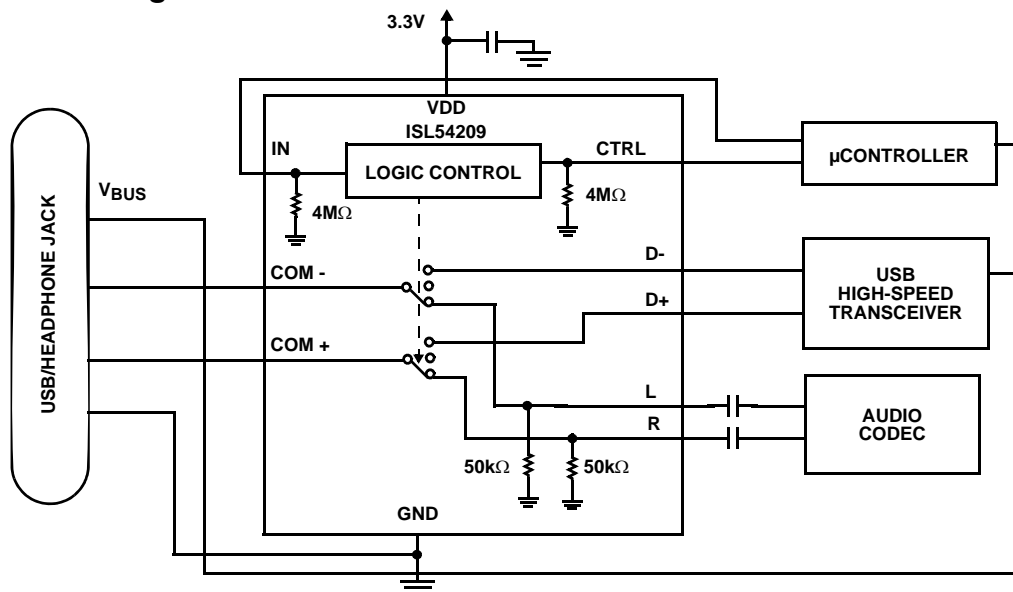 3.3V
VDD
ISL54209
IN
LOGIC CONTROL
CTRL
4MΩ
4MΩ
µCONTROLLER
USB/HEADPHONE JACK
VBUS
COM -
COM +
D-
D+
USB
HIGH-SPEED
TRANSCEIVER
L
R
50kΩ
50kΩ
AUDIO
CODEC
GND